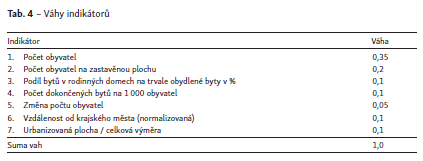 Tab. 4 – Váhy indikátorů
Indikátor Váha
1. Počet obyvatel 0,35
2. Počet obyvatel na zastavěnou plochu 0,2
3. Podíl bytů v rodinných domech na trvale obydlené byty v % 0,1
4. Počet dokončených bytů na 1 000 obyvatel 0,1
5. Změna počtu obyvatel 0,05
6. Vzdálenost od krajského města (normalizovaná) 0,1
7. Urbanizovaná plocha / celková výměra 0,1
Suma vah 1,0